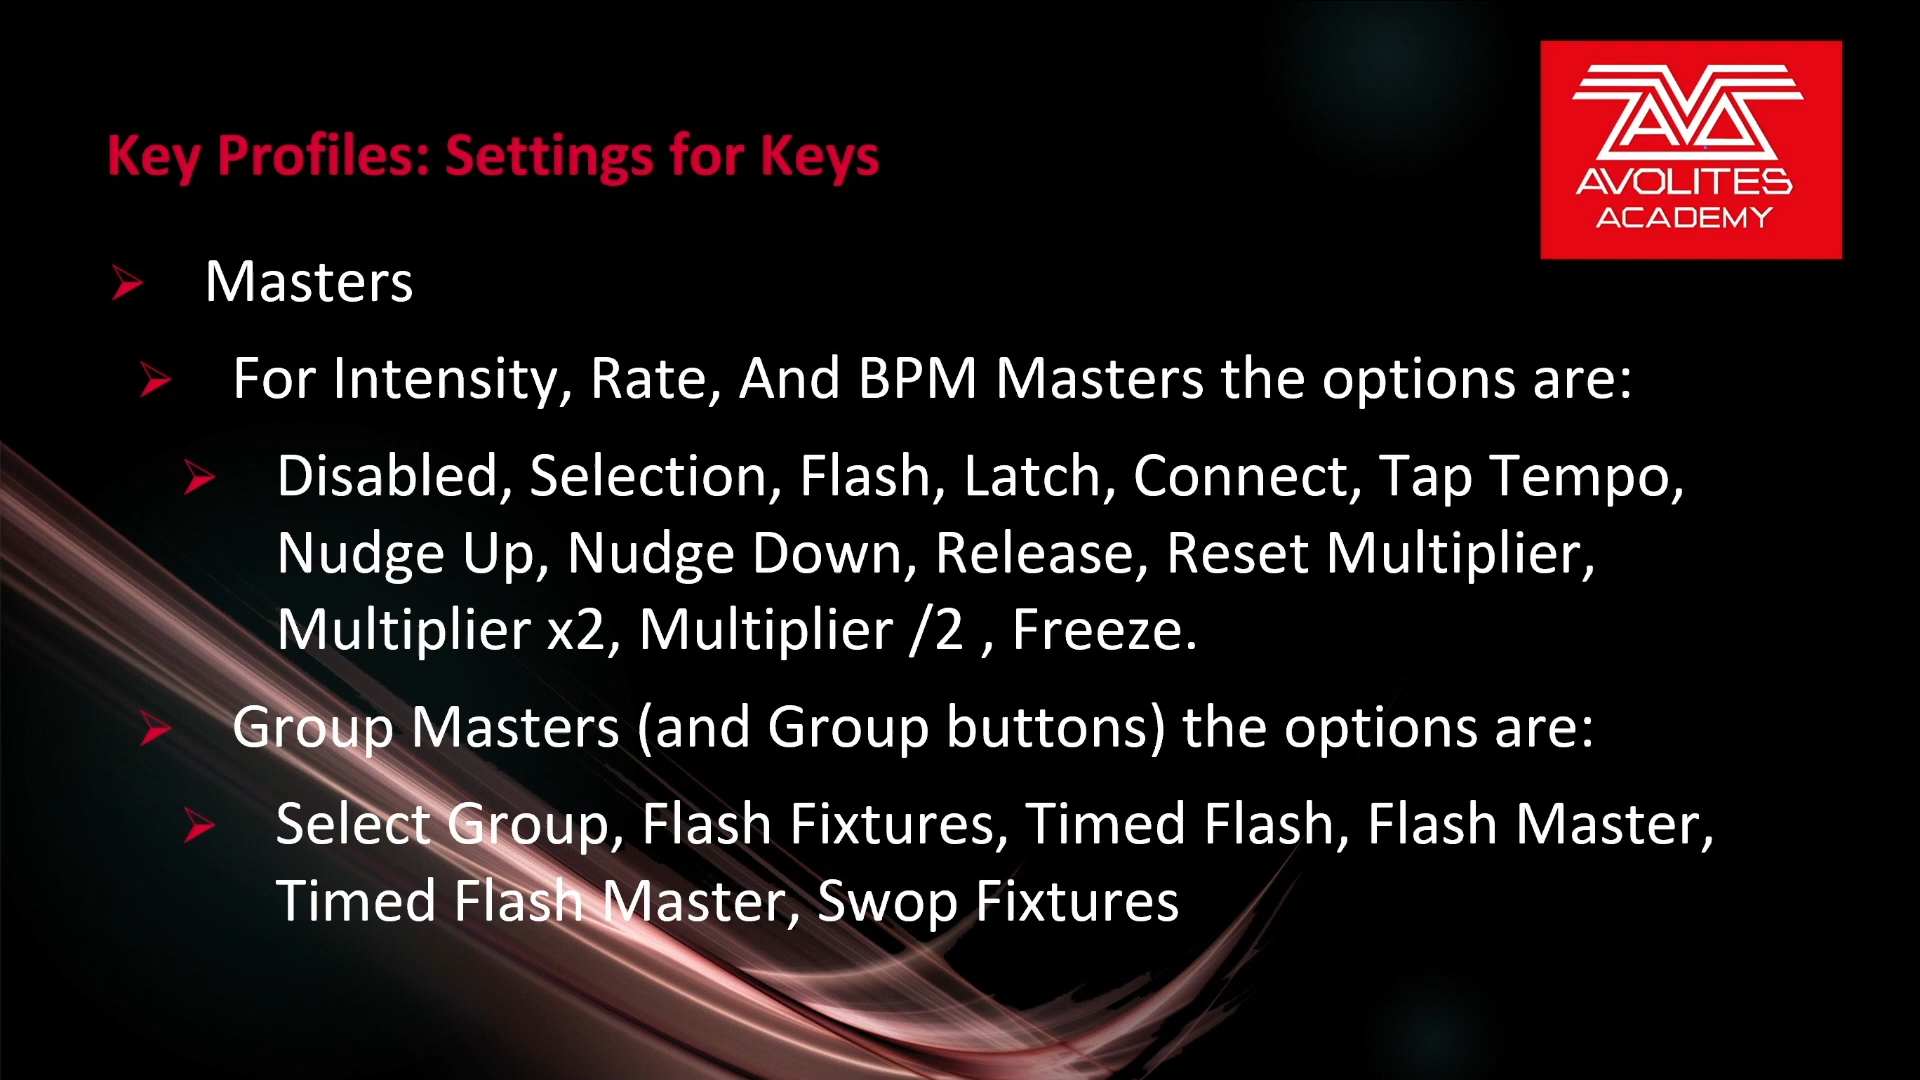 Key Profiles: Settings for Keys
AVOLITES
ACADEMY
Masters
For Intensity, Rate, And BPM Masters the options are:
Disabled, Selection, Flash, Latch, Connect, Tap Tempo,
Nudge Up, Nudge Down, Release, Reset Multiplier,
Multiplier x2, Multiplier /2 , Freeze.
Group Masters (and Group buttons) the options are:
Select Group, Flash Fixtures, Timed Flash, Flash Master,
Timed Flash Master, Swop Fixtures